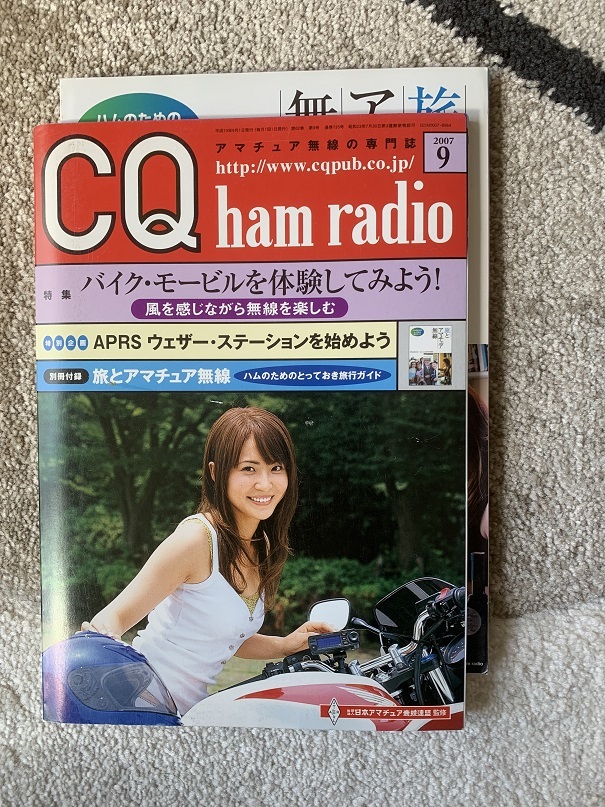 ハムのための
無ア旅
アマチュア無線の専門誌
2007
9
http://www.cqpub.co.jp/
CQ
ham radio
特集
バイク・モービルを体験してみよう!
風を感じながら無線を楽しむ
特別企画
APRS ウェザー・ステーションを始めよう
別冊付録
旅とアマチュア無線
ハムのためのとっておき旅行ガイド
日本アマチュア無線連盟 監修